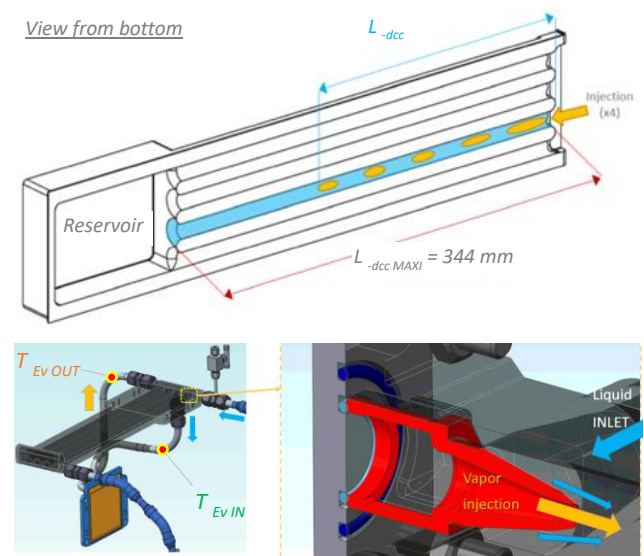 View from bottom
L -dcc
Injection
(x4)
Reservoir
L -dcc MAXI = 344 mm
T Ev OUT
T Ev IN
Liquid
INLET
Vapor
injection